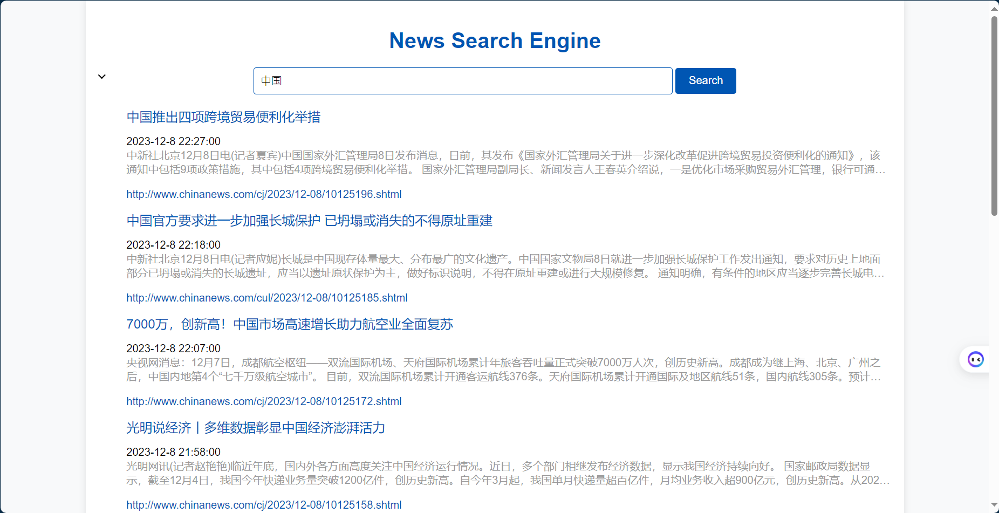 News Search Engine
中国
Search
中国推出四项跨境贸易便利化举措
2023-12-8 22:27:00
中新社北京12月8日电(记者夏宾)中国国家外汇管理局8日发布消息，日前，其发布《国家外汇管理局关于进一步深化改革促进跨境贸易投资便利化的通知》，该
通知中包括9项政策措施，其中包括4项跨境贸易便利化举措。 国家外汇管理局副局长、新闻发言人王春英介绍说，一是优化市场采购贸易外汇管理，银行可通…
http://www.chinanews.com/cj/2023/12-08/10125196.shtml
中国官方要求进一步加强长城保护 已坍塌或消失的不得原址重建
2023-12-8 22:18:00
中新社北京12月8日电(记者应妮)长城是中国现存体量最大、分布最广的文化遗产。中国国家文物局8日就进一步加强长城保护工作发出通知，要求对历史上地面
部分已坍塌或消失的长城遗址，应当以遗址原状保护为主，做好标识说明，不得在原址重建或进行大规模修复。 通知明确，有条件的地区应当逐步完善长城电…
http://www.chinanews.com/cul/2023/12-08/10125185.shtml
7000万，创新高！中国市场高速增长助力航空业全面复苏
2023-12-8 22:07:00
央视网消息：12月7日，成都航空枢纽——双流国际机场、天府国际机场累计年旅客吞吐量正式突破7000万人次，创历史新高。成都成为继上海、北京、广州之
后，中国内地第4个“七千万级航空城市”。 目前，双流国际机场累计开通客运航线376条。天府国际机场累计开通国际及地区航线51条，国内航线305条。预计…
http://www.chinanews.com/cj/2023/12-08/10125172.shtml
光明说经济丨多维数据彰显中国经济澎湃活力
2023-12-8 21:58:00
光明网讯(记者赵艳艳)临近年底，国内外各方面高度关注中国经济运行情况。近日，多个部门相继发布经济数据，显示我国经济持续向好。 国家邮政局数据显
示，截至12月4日，我国今年快递业务量突破1200亿件，创历史新高。自今年3月起，我国单月快递量超百亿件，月均业务收入超900亿元，创历史新高。从202…
http://www.chinanews.com/cj/2023/12-08/10125158.shtml